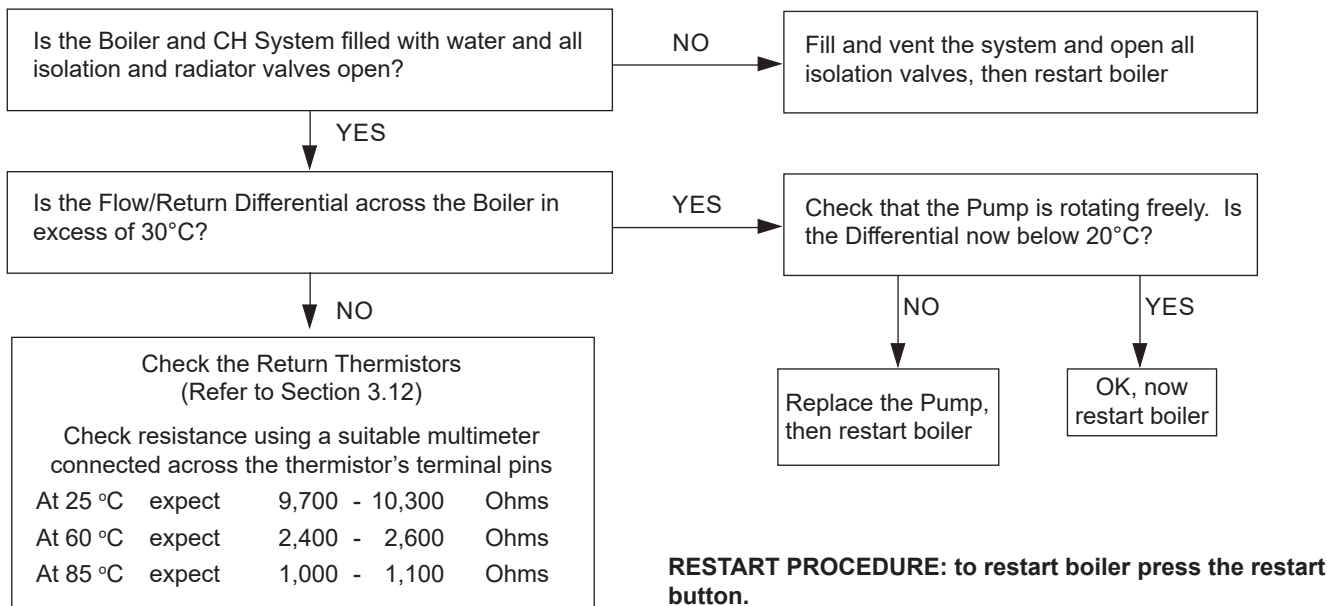 Is the Boiler and CH System filled with water and all
isolation and radiator valves open?
NO
Fill and vent the system and open all
isolation valves, then restart boiler
YES
Is the Flow/Return Differential across the Boiler in
excess of 30°C?
YES
Check that the Pump is rotating freely.  Is
the Differential now below 20°C?
NO
NO
YES
Check the Return Thermistors
(Refer to Section 3.12)
Check resistance using a suitable multimeter
connected across the thermistor's terminal pins
At 25 °C expect 9,700 - 10,300 Ohms
At 60 °C expect 2,400 - 2,600 Ohms
At 85 °C expect 1,000 - 1,100 Ohms
Replace the Pump,
then restart boiler
OK, now
restart boiler
RESTART PROCEDURE: to restart boiler press the restart
button.